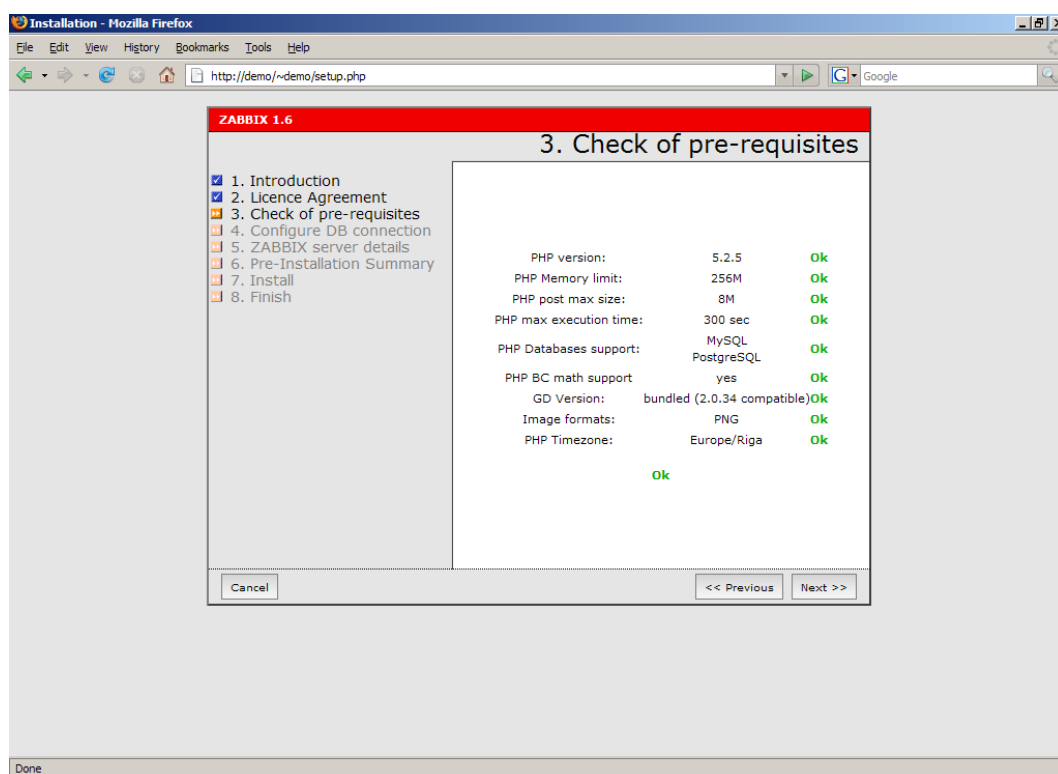 Installation - Mozilla Firefox
File Edit View History Bookmarks Tools Help
http://demo/~demo/setup.php
G Google
ZABBIX 1.6
3. Check of pre-requisites
1. Introduction
2. Licence Agreement
3. Check of pre-requisites
4. Configure DB connection
5. ZABBIX server details
6. Pre-Installation Summary
7. Install
8. Finish
PHP version: 5.2.5 Ok
PHP Memory limit: 256M Ok
PHP post max size: 8M Ok
PHP max execution time: 300 sec Ok
PHP Databases support: MySQL
PostgreSQL Ok
PHP BC math support yes Ok
GD Version: bundled (2.0.34 compatible)Ok
Image formats: PNG Ok
PHP Timezone: Europe/Riga Ok
Ok
Cancel << Previous Next >>
Done